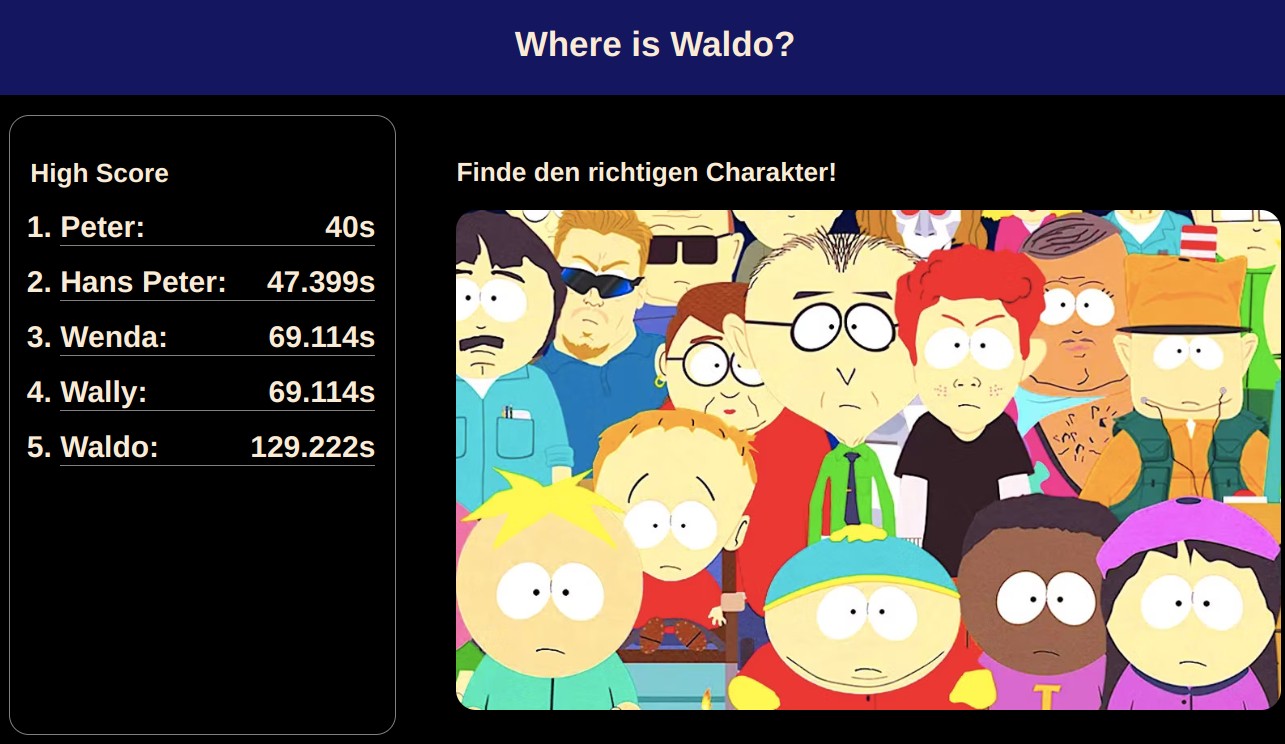 Where is Waldo?
High Score
1. Peter: 40s
2. Hans Peter: 47.399s
3. Wenda: 69.114s
4. Wally: 69.114s
5. Waldo: 129.222s
Finde den richtigen Charakter!
T